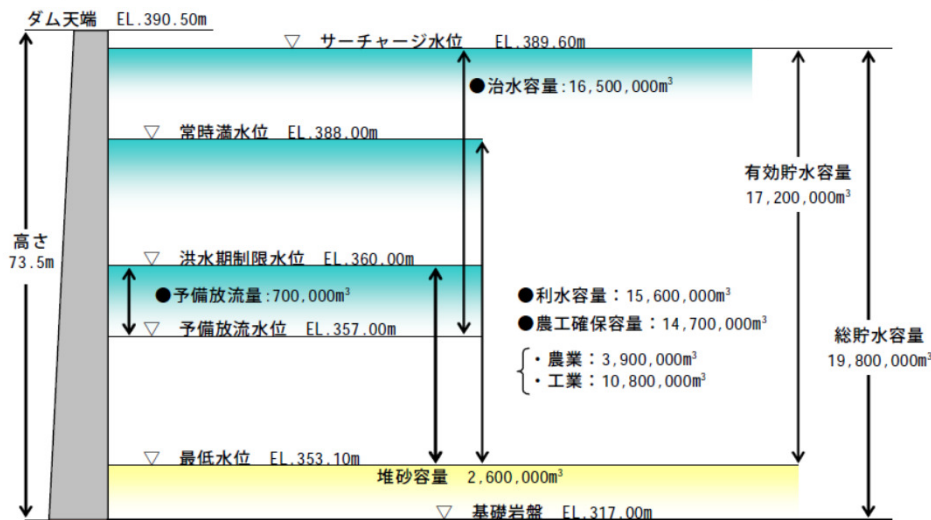 ダム天端 EL.390.50m
▽ サーチャージ水位 EL.389.60m
●治水容量:16,500,000m³
▽ 常時満水位 EL.388.00m
有効貯水容量
17,200,000m³
高さ
73.5m
▽ 洪水期制限水位 EL.360.00m
●予備放流量:700,000m³
●利水容量:15,600,000m³
●農工確保容量:14,700,000m³
▽ 予備放流水位 EL.357.00m
総貯水容量
19,800,000m³
・農業:3,900,000m³
・工業:10,800,000m³
▽ 最低水位 EL.353.10m
堆砂容量 2,600,000m³
▽ 基礎岩盤 EL.317.00m